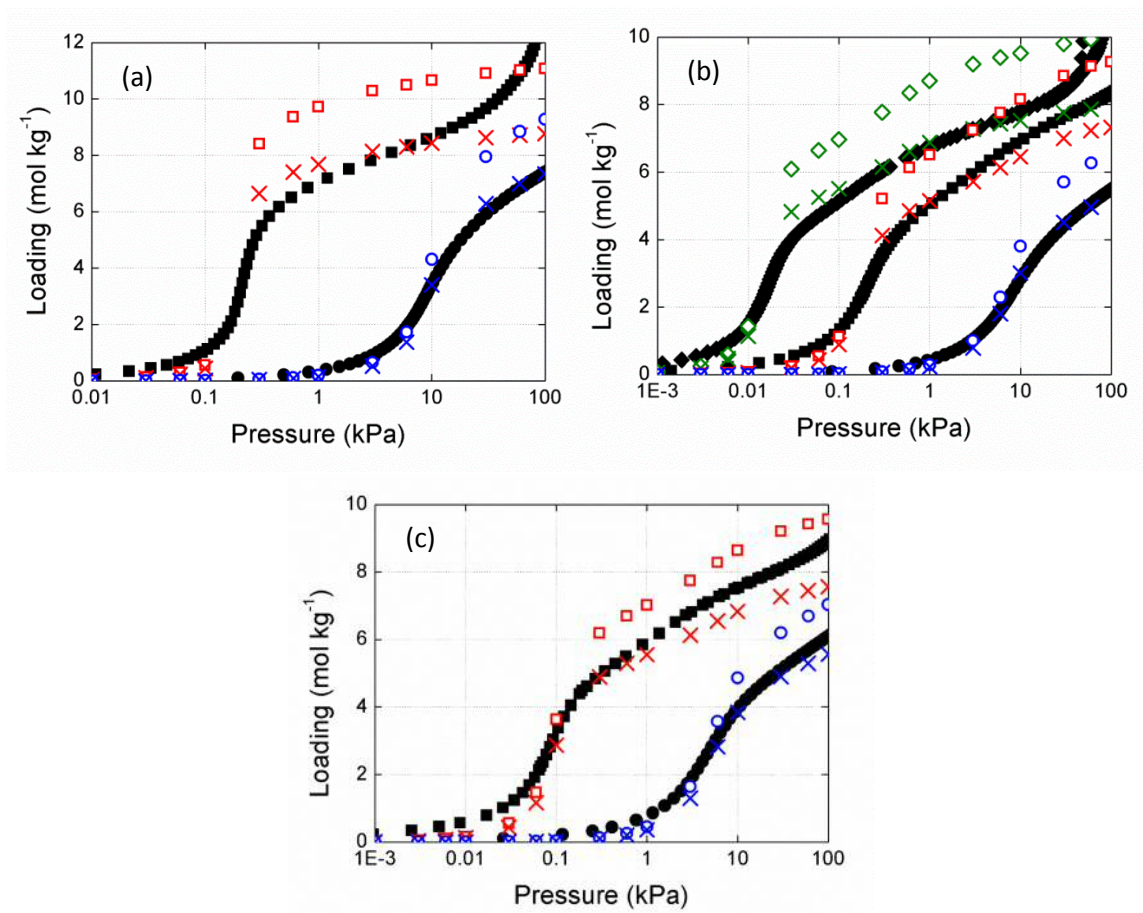 (a)
Loading (mol kg⁻¹)
12
10
8
6
4
2
0
0.01 0.1 1 10 100
Pressure (kPa)
(b)
Loading (mol kg⁻¹)
10
8
6
4
2
0
1E-3 0.01 0.1 1 10 100
Pressure (kPa)
(c)
Loading (mol kg⁻¹)
10
8
6
4
2
0
1E-3 0.01 0.1 1 10 100
Pressure (kPa)